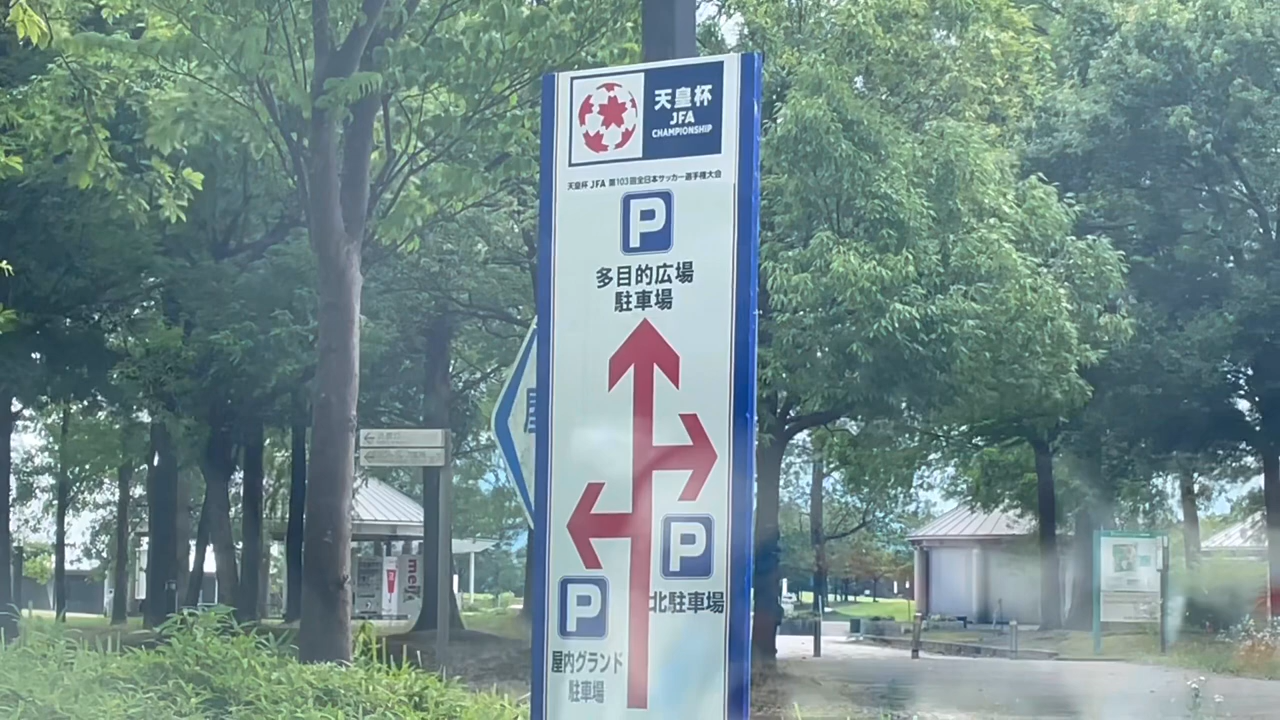 天皇杯
JFA
CHAMPIONSHIP
天皇杯 JFA 第103回全日本サッカー選手権大会
P
多目的広場
駐車場
P
北駐車場
P
屋内グランド
駐車場
meiji